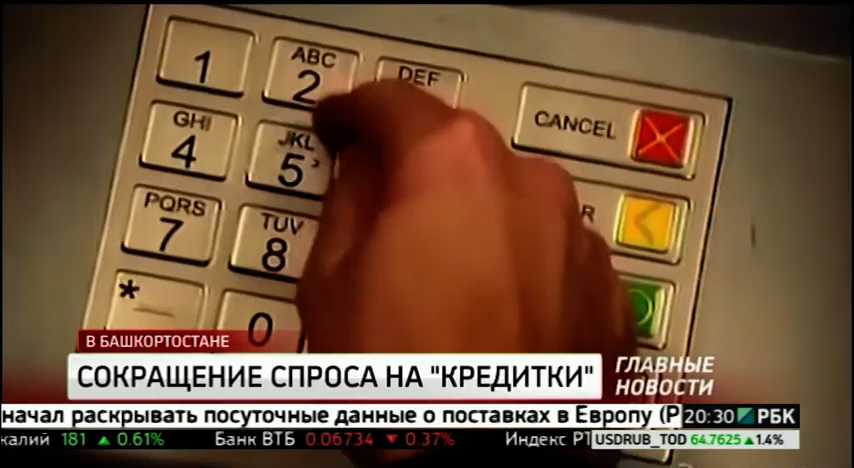 1
ABC
2
DEF
CANCEL
GHI
4
JKL
5
PQRS
7
TUV
8
*
0
В БАШКОРТОСТАНЕ
СОКРАЩЕНИЕ СПРОСА НА "КРЕДИТКИ"
ГЛАВНЫЕ
НОВОСТИ
начал раскрывать посуточные данные о поставках в Европу (Р
20:30 РБК
калий 181 ▲ 0.61% Банк ВТБ 0.06734 ▼ 0.37% Индекс
USDRUB_TOD 64.7625 ▲ 1.4%